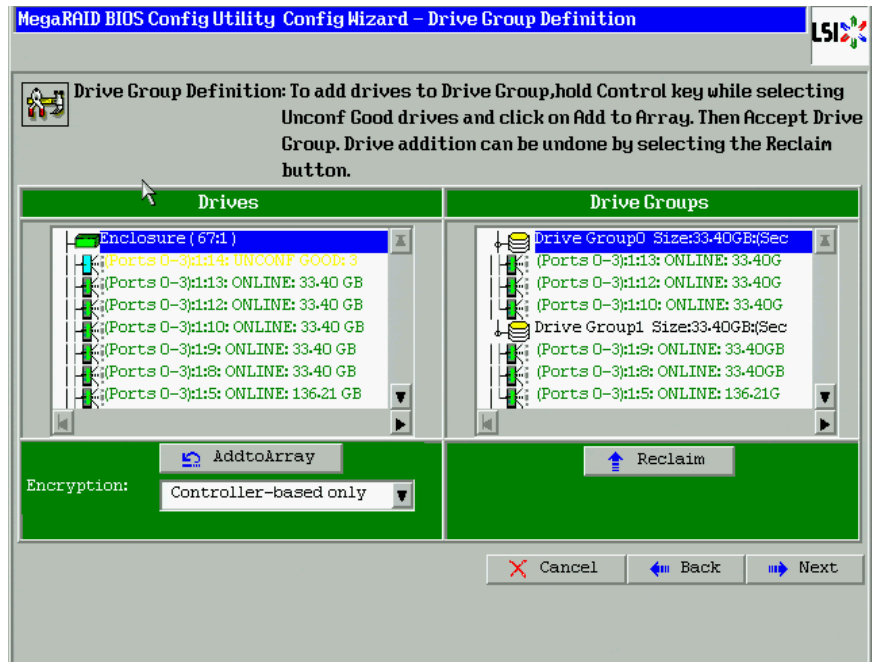 MegaRAID BIOS Config Utility Config Wizard – Drive Group Definition
LSI
Drive Group Definition: To add drives to Drive Group,hold Control key while selecting
Unconf Good drives and click on Add to Array. Then Accept Drive
Group. Drive addition can be undone by selecting the Reclaim
button.
Drives
Enclosure ( 67:1 )
(Ports 0-3):1:14: UNCONF GOOD: 3
(Ports 0-3):1:13: ONLINE: 33.40 GB
(Ports 0-3):1:12: ONLINE: 33.40 GB
(Ports 0-3):1:10: ONLINE: 33.40 GB
(Ports 0-3):1:9: ONLINE: 33.40 GB
(Ports 0-3):1:8: ONLINE: 33.40 GB
(Ports 0-3):1:5: ONLINE: 136.21 GB
AddtoArray
Encryption:
Controller-based only
Drive Groups
Drive Group0 Size:33.40GB:(Sec
(Ports 0-3):1:13: ONLINE: 33.40G
(Ports 0-3):1:12: ONLINE: 33.40G
(Ports 0-3):1:10: ONLINE: 33.40G
Drive Group1 Size:33.40GB:(Sec
(Ports 0-3):1:9: ONLINE: 33.40GB
(Ports 0-3):1:8: ONLINE: 33.40GB
(Ports 0-3):1:5: ONLINE: 136.21G
Reclaim
Cancel
Back
Next